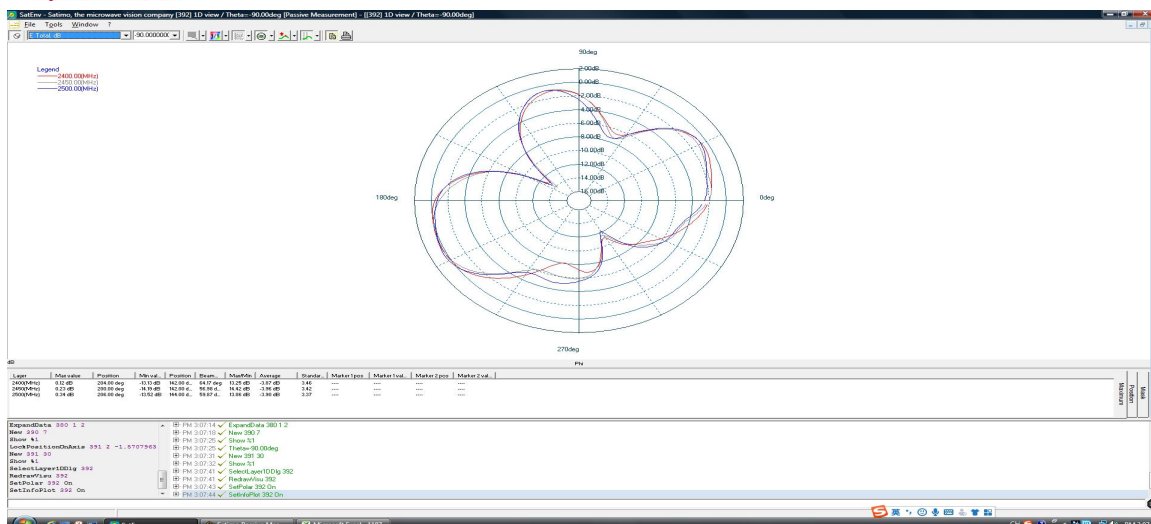 SatEnv - Satimo, the microwave vision company [392] 1D view / Theta=-90.00deg [Passive Measurement] - [[392] 1D view / Theta=-90.00deg]
File Tools Window ?
E Total dB -90.000000(
90deg
Legend
2400.00(MHz)
2450.00(MHz)
2500.00(MHz)
2.00dB
0.00dB
-2.00dB
-4.00dB
-6.00dB
-8.00dB
-10.00dB
-12.00dB
-14.00dB
-16.00dB
180deg
0deg
270deg
dB
Phi
Layer Max value Position Min val... Position Beam... Max/Min Average Standar... Marker 1 pos Marker 1 val... Marker 2 pos Marker 2 val...
2400(MHz) 0.12 dB 204.00 deg -13.13 dB 142.00 d... 64.17 deg 13.25 dB -3.87 dB 3.46 ---- ---- ---- ----
2450(MHz) 0.23 dB 200.00 deg -14.19 dB 142.00 d... 56.98 deg 14.42 dB -3.96 dB 3.42 ---- ---- ---- ----
2500(MHz) 0.34 dB 206.00 deg -13.52 dB 144.00 d... 59.87 d... 13.86 dB -3.90 dB 3.37 ---- ---- ---- ----
Mask
Position
Maximum
ExpandData 380 1 2
New 390 7
Show %1
LockPositionOnAxis 391 2 -1.5707963
New 391 30
Show %1
SelectLayer1DDlg 392
RedrawVisu 392
SetPolar 392 On
SetInfoPlot 392 On
PM 3:07:14 ExpandData 380 1 2
PM 3:07:18 New 390 7
PM 3:07:25 Show %1
PM 3:07:25 Theta=-90.00deg
PM 3:07:31 New 391 30
PM 3:07:32 Show %1
PM 3:07:41 SelectLayer1DDlg 392
PM 3:07:41 RedrawVisu 392
PM 3:07:43 SetPolar 392 On
PM 3:07:44 SetInfoPlot 392 On
英